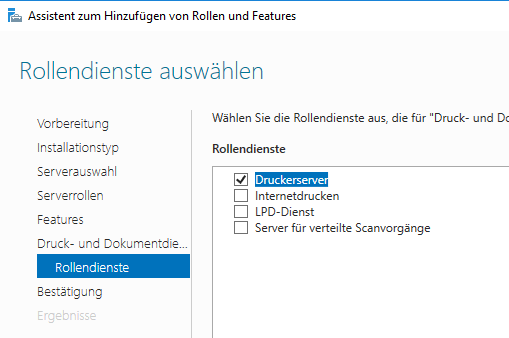 Assistent zum Hinzufügen von Rollen und Features
Rollendienste auswählen
Vorbereitung
Installationstyp
Serverauswahl
Serverrollen
Features
Druck- und Dokumentdie...
Rollendienste
Bestätigung
Ergebnisse
Wählen Sie die Rollendienste aus, die für "Druck- und Do
Rollendienste
Druckerserver
Internetdrucken
LPD-Dienst
Server für verteilte Scanvorgänge